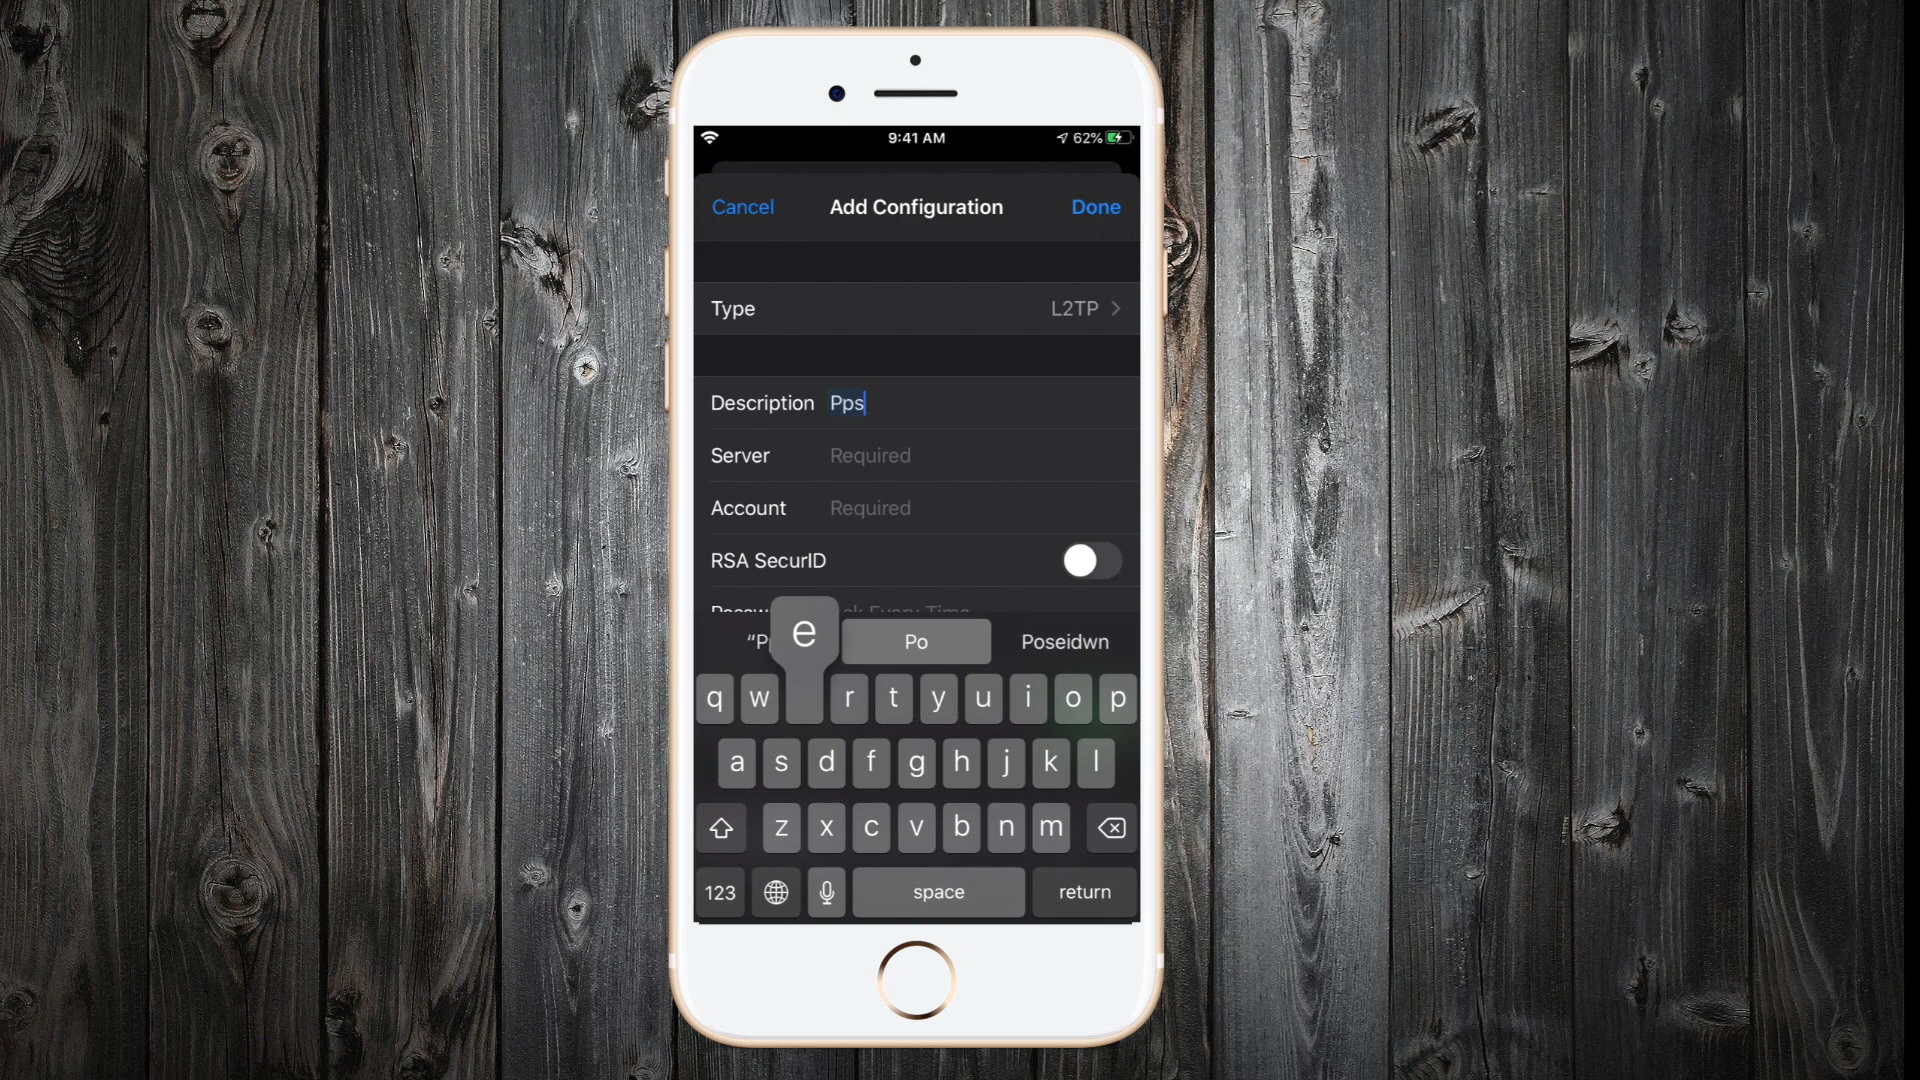 9:41 AM 62%
Cancel Add Configuration Done
Type L2TP
Description Pps
Server Required
Account Required
RSA SecurID
e Po Poseidwn
q w r t y u i o p
a s d f g h j k l
z x c v b n m
123 space return